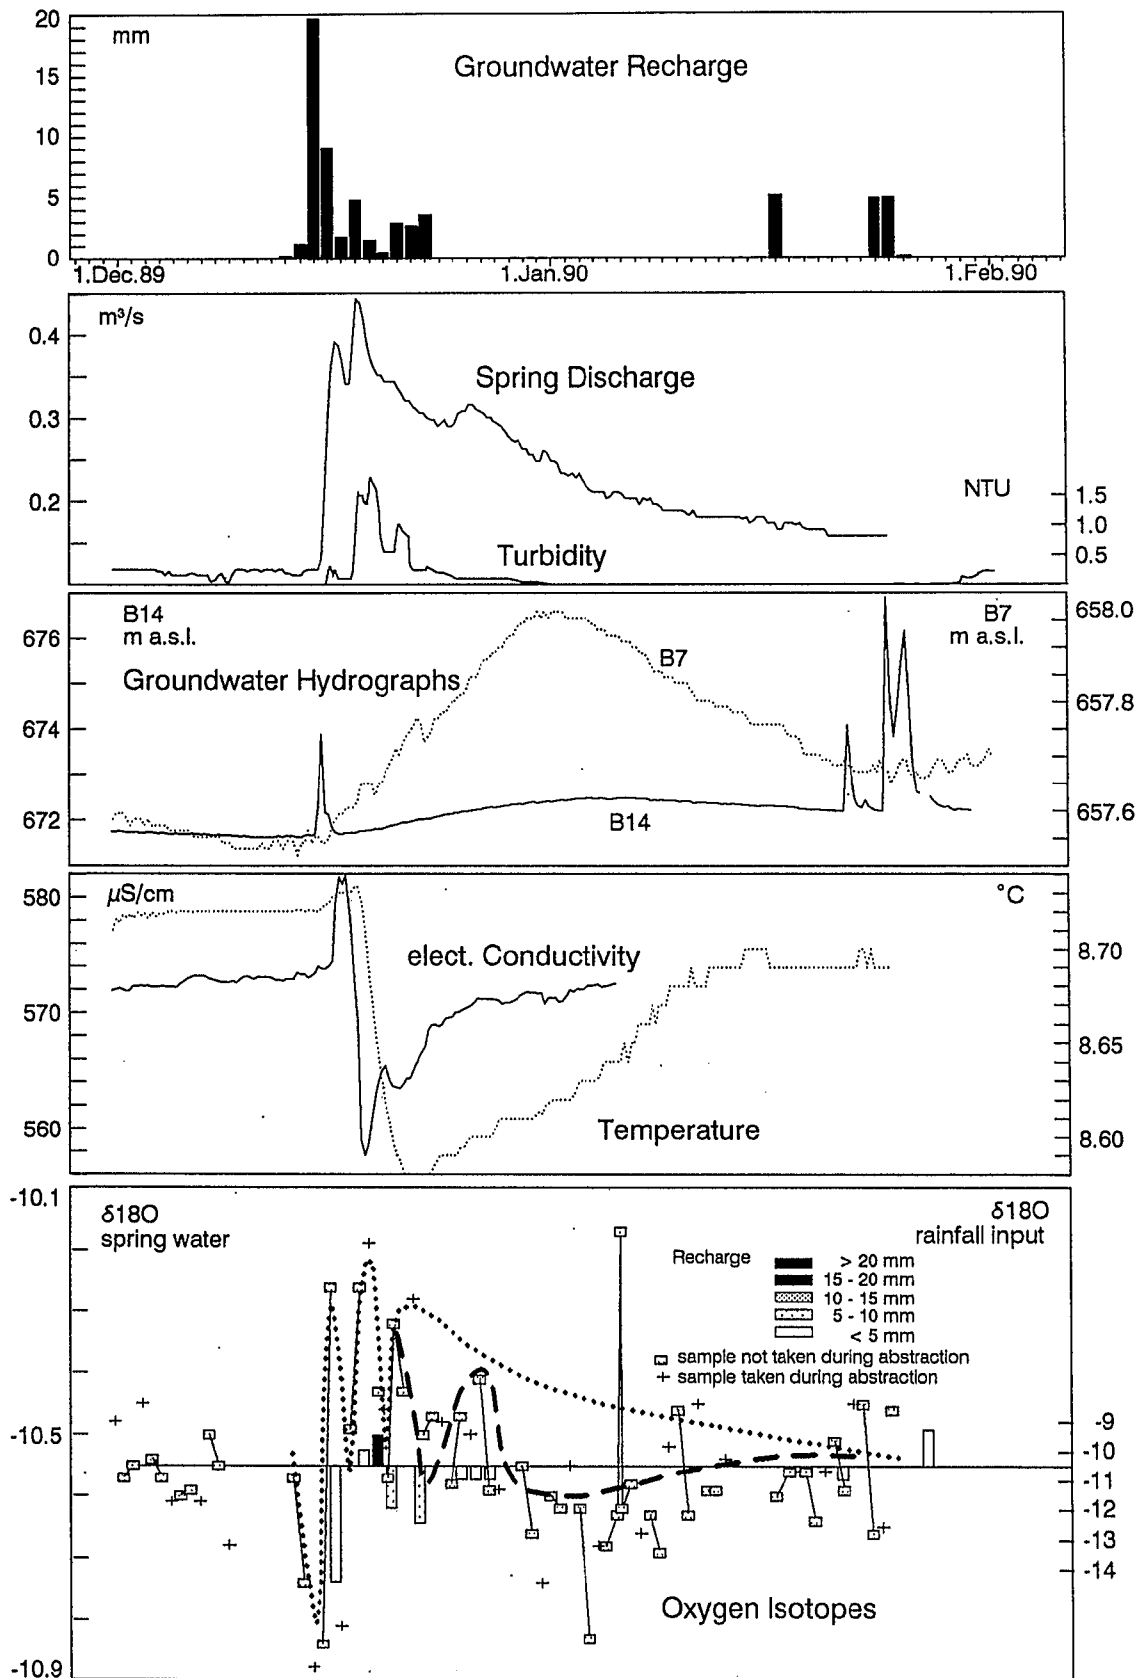 20
mm
Groundwater Recharge
15
10
5
0
1.Dec.89 1.Jan.90 1.Feb.90
m³/s
0.4
Spring Discharge
0.3
NTU
0.2
1.5
1.0
Turbidity
0.5
B14
m a.s.l.
B7
m a.s.l.
658.0
676
B7
Groundwater Hydrographs
657.8
674
672
B14
657.6
µS/cm
°C
580
elect. Conductivity
8.70
570
8.65
560
Temperature
8.60
-10.1
δ18O
spring water
δ18O
rainfall input
Recharge
> 20 mm
15 - 20 mm
10 - 15 mm
5 - 10 mm
< 5 mm
sample not taken during abstraction
+ sample taken during abstraction
-10.5
-9
-10
-11
-12
-13
-14
Oxygen Isotopes
-10.9